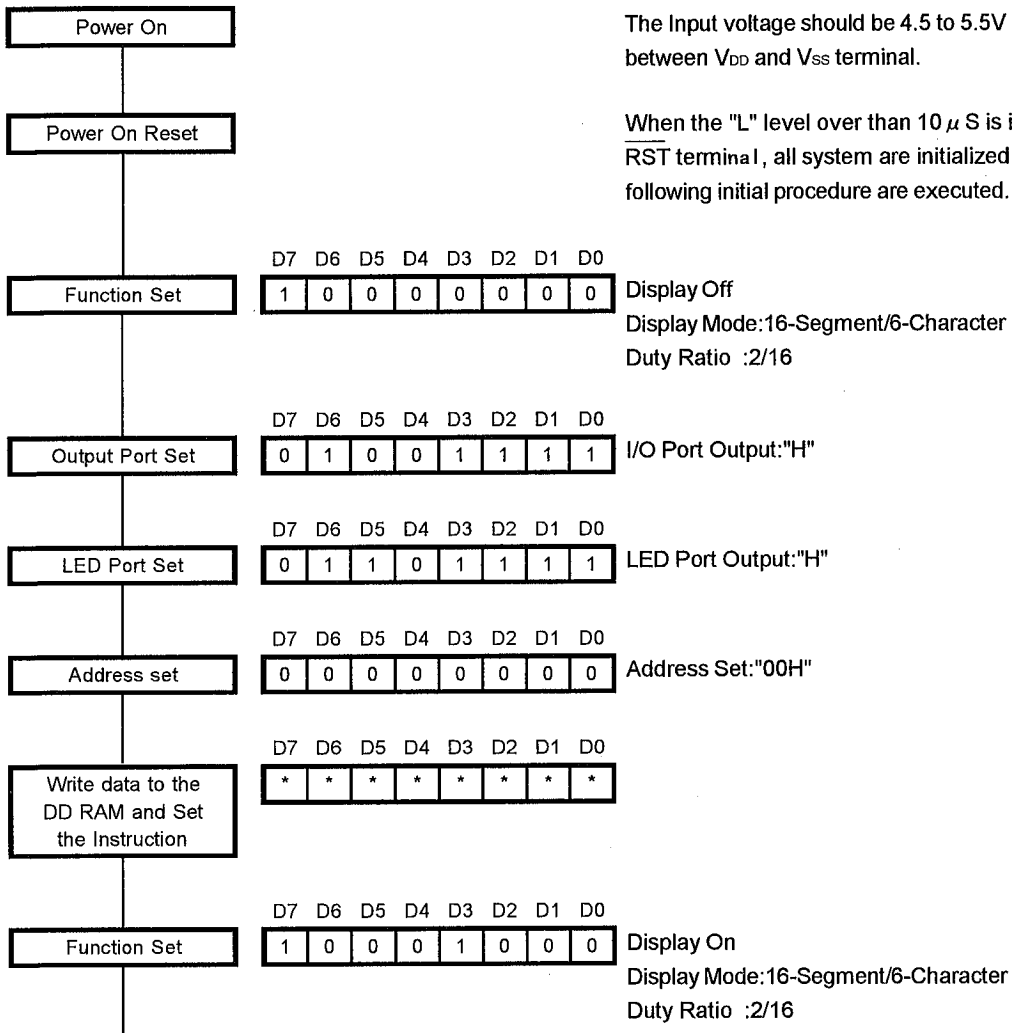 Power On
The Input voltage should be 4.5 to 5.5V
between VDD and VSS terminal.
Power On Reset
When the "L" level over than 10 μ S is
RST terminal, all system are initialized
following initial procedure are executed.
D7 D6 D5 D4 D3 D2 D1 D0
Function Set 1 0 0 0 0 0 0 0 Display Off
Display Mode:16-Segment/6-Character
Duty Ratio :2/16
D7 D6 D5 D4 D3 D2 D1 D0
Output Port Set 0 1 0 0 1 1 1 1 I/O Port Output:"H"
D7 D6 D5 D4 D3 D2 D1 D0
LED Port Set 0 1 1 0 1 1 1 1 LED Port Output:"H"
D7 D6 D5 D4 D3 D2 D1 D0
Address set 0 0 0 0 0 0 0 0 Address Set:"00H"
D7 D6 D5 D4 D3 D2 D1 D0
Write data to the * * * * * * * *
DD RAM and Set
the Instruction
D7 D6 D5 D4 D3 D2 D1 D0
Function Set 1 0 0 0 1 0 0 0 Display On
Display Mode:16-Segment/6-Character
Duty Ratio :2/16